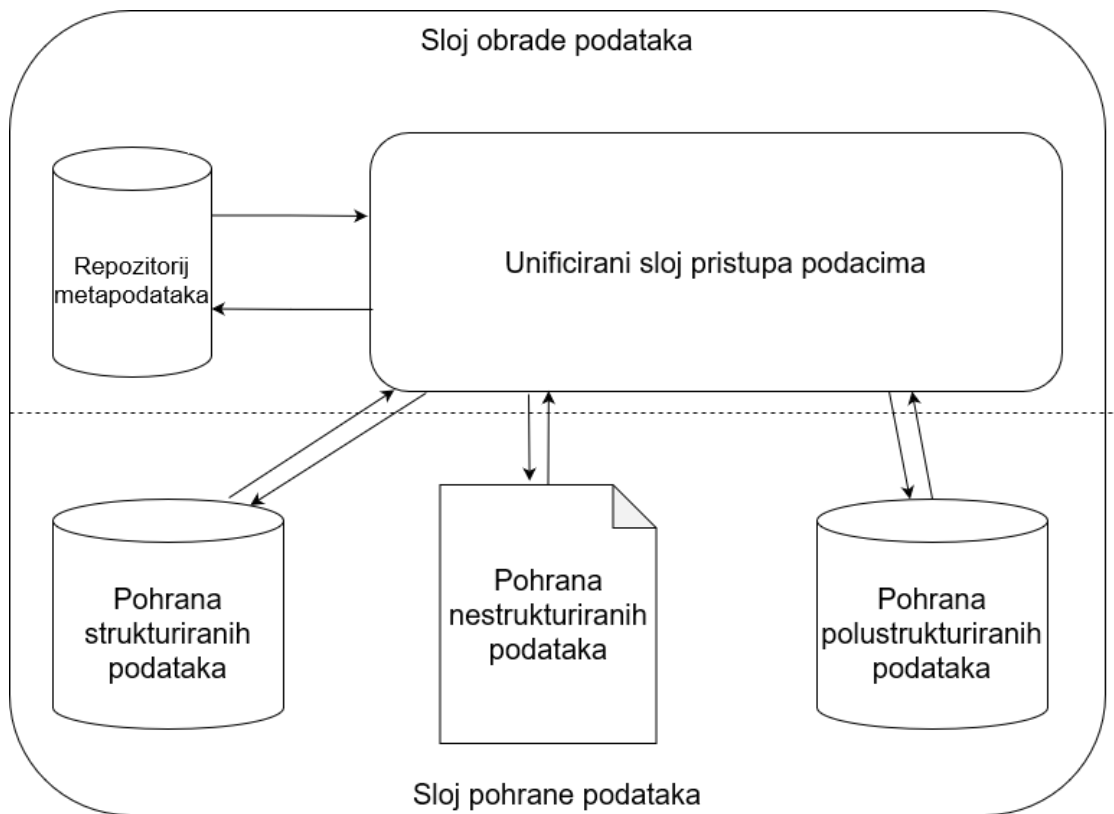 Sloj obrade podataka
Repozitorij
metapodataka
Unificirani sloj pristupa podacima
Pohrana
strukturiranih
podataka
Pohrana
nestrukturiranih
podataka
Pohrana
polustrukturiranih
podataka
Sloj pohrane podataka